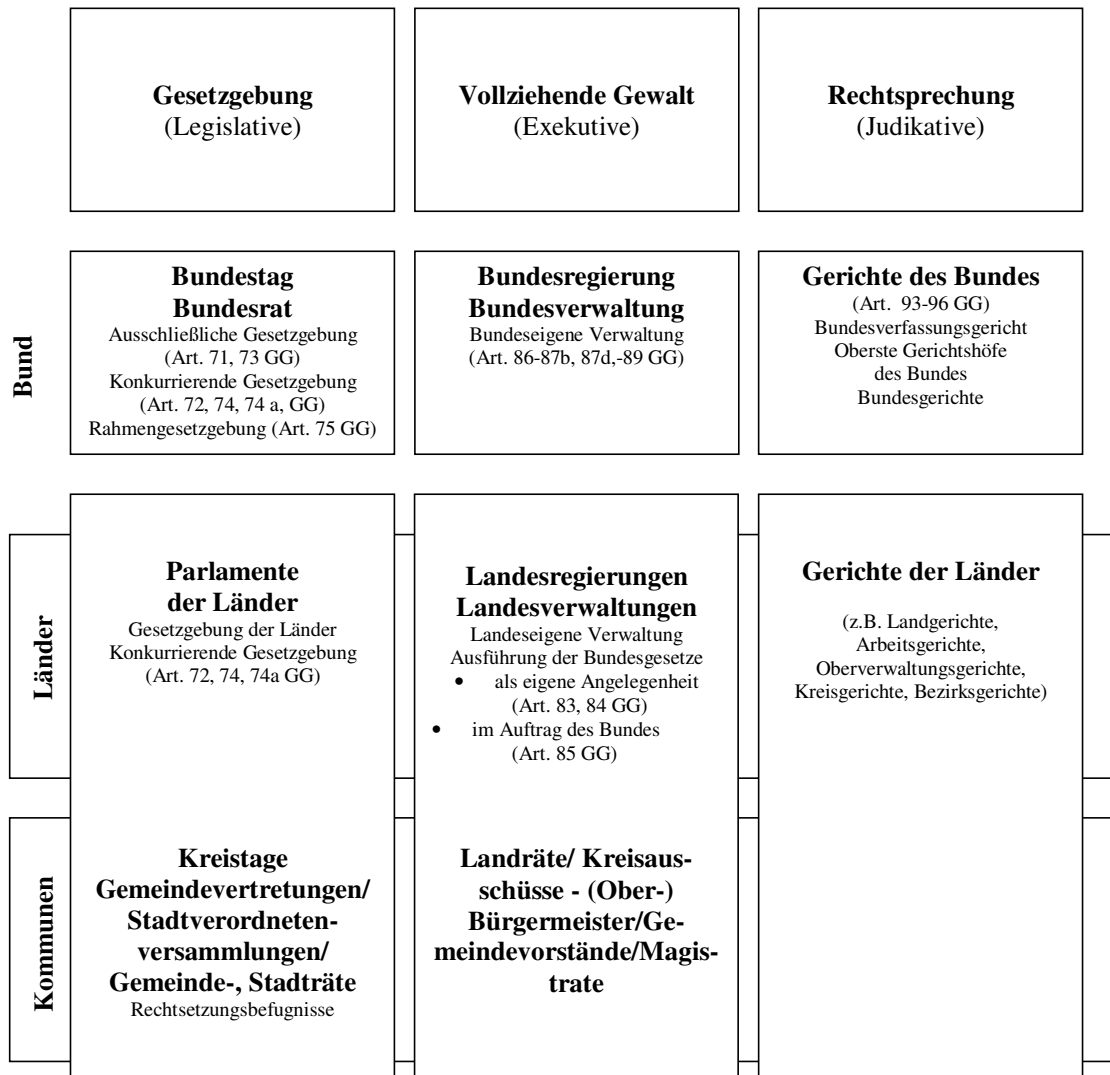 Gesetzgebung
(Legislative)
Vollziehende Gewalt
(Exekutive)
Rechtsprechung
(Judikative)
Bund
Bundestag
Bundesrat
Ausschließliche Gesetzgebung
(Art. 71, 73 GG)
Konkurrierende Gesetzgebung
(Art. 72, 74, 74 a, GG)
Rahmengesetzgebung (Art. 75 GG)
Bundesregierung
Bundesverwaltung
Bundeseigene Verwaltung
(Art. 86-87b, 87d,-89 GG)
Gerichte des Bundes
(Art. 93-96 GG)
Bundesverfassungsgericht
Oberste Gerichtshöfe
des Bundes
Bundesgerichte
Länder
Parlamente
der Länder
Gesetzgebung der Länder
Konkurrierende Gesetzgebung
(Art. 72, 74, 74a GG)
Landesregierungen
Landesverwaltungen
Landeseigene Verwaltung
Ausführung der Bundesgesetze
• als eigene Angelegenheit
(Art. 83, 84 GG)
• im Auftrag des Bundes
(Art. 85 GG)
Gerichte der Länder
(z.B. Landgerichte,
Arbeitsgerichte,
Oberverwaltungsgerichte,
Kreisgerichte, Bezirksgerichte)
Kommunen
Kreistage
Gemeindevertretungen/
Stadtverordneten-
versammlungen/
Gemeinde-, Stadträte
Rechtsetzungsbefugnisse
Landräte/ Kreisaus-
schüsse - (Ober-)
Bürgermeister/Ge-
meindevorstände/Magis-
trate